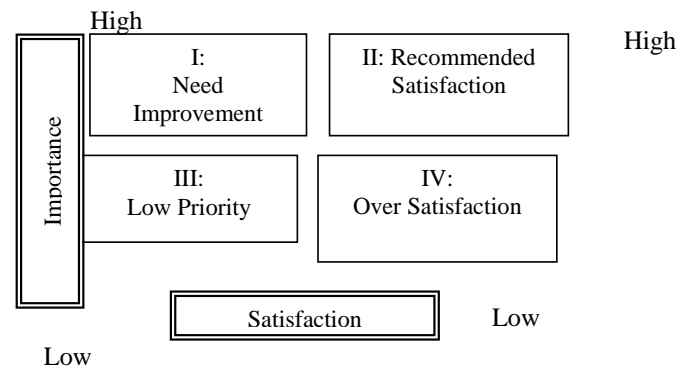 High
High
I:
Need
Improvement
II: Recommended
Satisfaction
Importance
III:
Low Priority
IV:
Over Satisfaction
Satisfaction
Low
Low